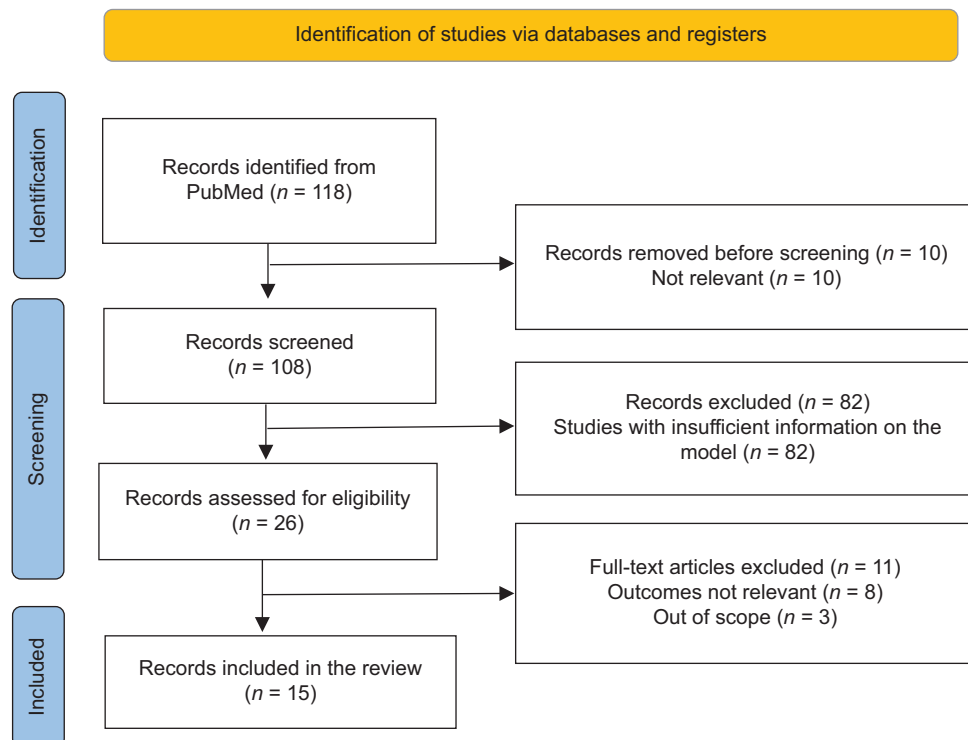 Identification of studies via databases and registers
Identification
Records identified from
PubMed (n = 118)
Records removed before screening (n = 10)
Not relevant (n = 10)
Screening
Records screened
(n = 108)
Records excluded (n = 82)
Studies with insufficient information on the
model (n = 82)
Records assessed for eligibility
(n = 26)
Full-text articles excluded (n = 11)
Outcomes not relevant (n = 8)
Out of scope (n = 3)
Included
Records included in the review
(n = 15)